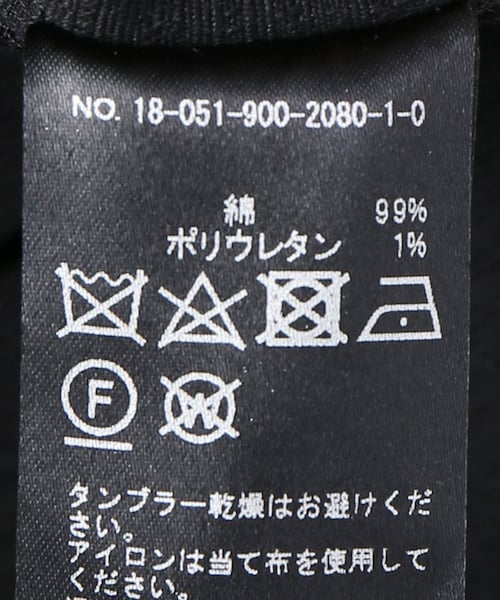 NO. 18-051-900-2080-1-0
綿 99%
ポリウレタン 1%
F W
タンブラー乾燥はお避けくだ
さい。
アイロンは当て布を使用して
ください。